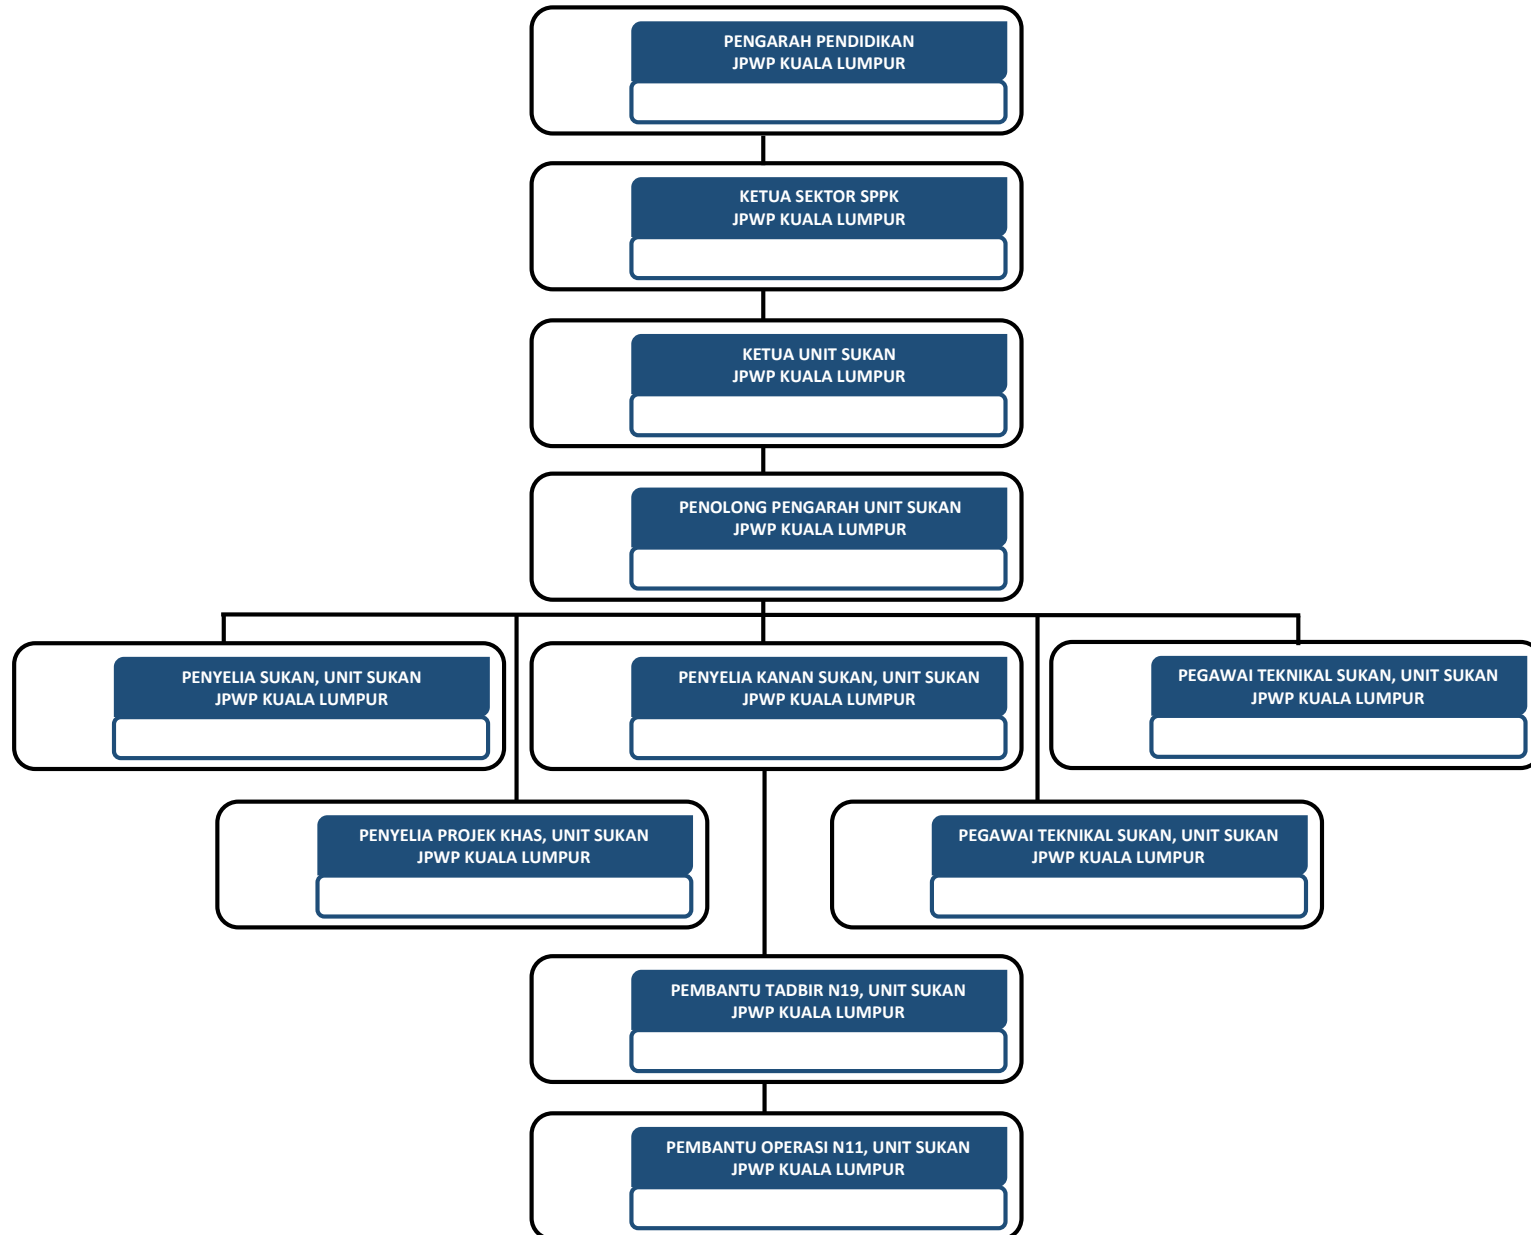 PENGARAH PENDIDIKAN
JPWP KUALA LUMPUR
KETUA SEKTOR SPPK
JPWP KUALA LUMPUR
KETUA UNIT SUKAN
JPWP KUALA LUMPUR
PENOLONG PENGARAH UNIT SUKAN
JPWP KUALA LUMPUR
PENYELIA SUKAN, UNIT SUKAN
JPWP KUALA LUMPUR
PENYELIA KANAN SUKAN, UNIT SUKAN
JPWP KUALA LUMPUR
PEGAWAI TEKNIKAL SUKAN, UNIT SUKAN
JPWP KUALA LUMPUR
PENYELIA PROJEK KHAS, UNIT SUKAN
JPWP KUALA LUMPUR
PEGAWAI TEKNIKAL SUKAN, UNIT SUKAN
JPWP KUALA LUMPUR
PEMBANTU TADBIR N19, UNIT SUKAN
JPWP KUALA LUMPUR
PEMBANTU OPERASI N11, UNIT SUKAN
JPWP KUALA LUMPUR